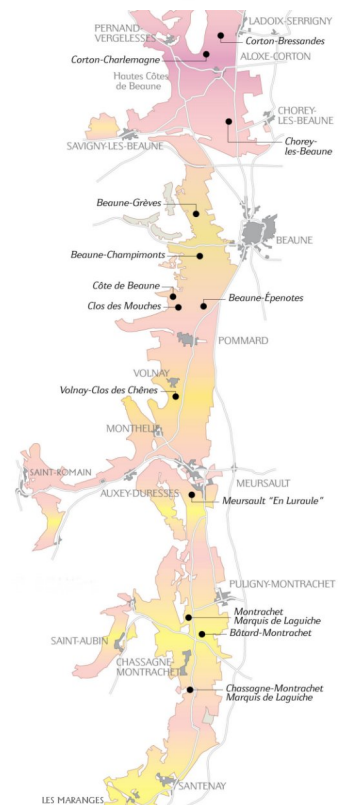 LADOIX-SERRIGNY
PERNAND-
VERGELESSES
Corton-Bressandes
Corton-Charlemagne
ALOXE-CORTON
Hautes Côtes
de Beaune
CHOREY
LES-BEAUNE
SAVIGNY-LES-BEAUNE
Chorey-
les-Beaune
Beaune-Grèves
BEAUNE
Beaune-Champimonts
Côte de Beaune
Clos des Mouches
Beaune-Épenotes
POMMARD
VOLNAY
Volnay-Clos des Chênes
MONTHELIE
SAINT-ROMAIN
MEURSAULT
AUXEY-DURESSES
Meursault "En Luraule"
PULIGNY-MONTRACHET
Montrachet
Marquis de Laguiche
Bâtard-Montrachet
SAINT-AUBIN
CHASSAGNE-
MONTRACHET
Chassagne-Montrachet
Marquis de Laguiche
SANTENAY
LES MARANGES